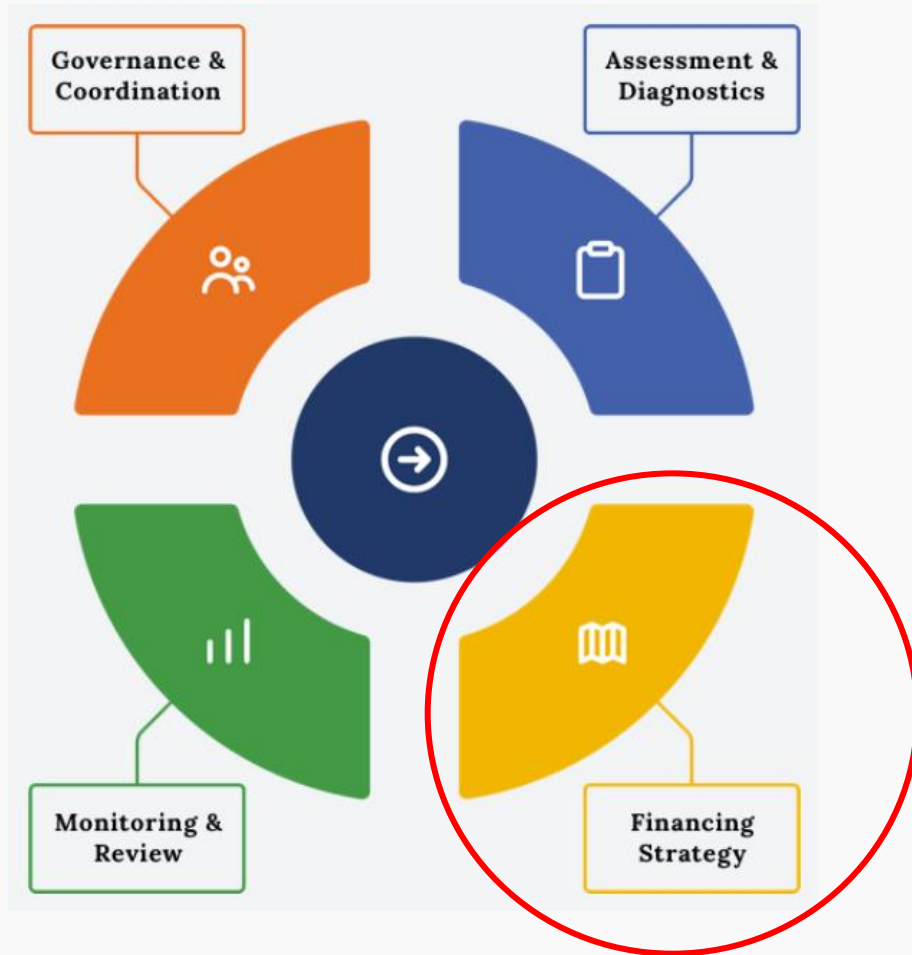 Governance &
Coordination
Assessment &
Diagnostics
Monitoring &
Review
Financing
Strategy